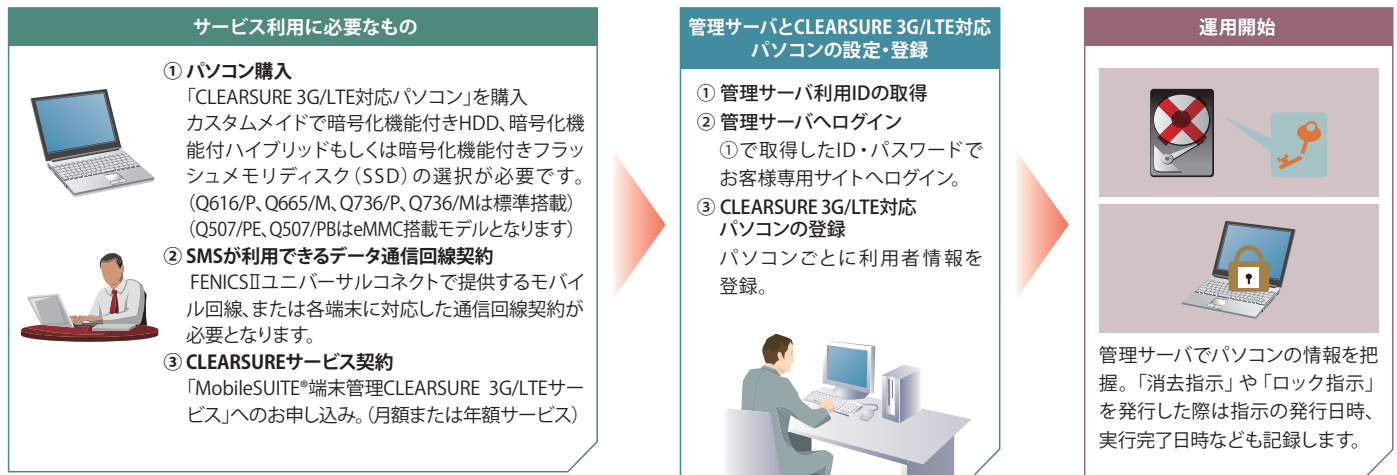 サービス利用に必要なもの
① パソコン購入
「CLEARSURE 3G/LTE対応パソコン」を購入
カスタムメイドで暗号化機能付きHDD、暗号化機
能付ハイブリッドもしくは暗号化機能付きフラッ
シュメモリディスク（SSD）の選択が必要です。
（Q616/P、Q665/M、Q736/P、Q736/Mは標準搭載）
（Q507/PE、Q507/PBはeMMC搭載モデルとなります）
② SMSが利用できるデータ通信回線契約
FENICSⅡユニバーサルコネクトで提供するモバイ
ル回線、または各端末に対応した通信回線契約が
必要となります。
③ CLEARSUREサービス契約
「MobileSUITE®端末管理CLEARSURE 3G/LTEサー
ビス」へのお申し込み。（月額または年額サービス）
管理サーバとCLEARSURE 3G/LTE対応
パソコンの設定・登録
① 管理サーバ利用IDの取得
② 管理サーバへログイン
①で取得したID・パスワードで
お客様専用サイトへログイン。
③ CLEARSURE 3G/LTE対応
パソコンの登録
パソコンごとに利用者情報を
登録。
運用開始
管理サーバでパソコンの情報を把
握。「消去指示」や「ロック指示」
を発行した際は指示の発行日時、
実行完了日時なども記録します。